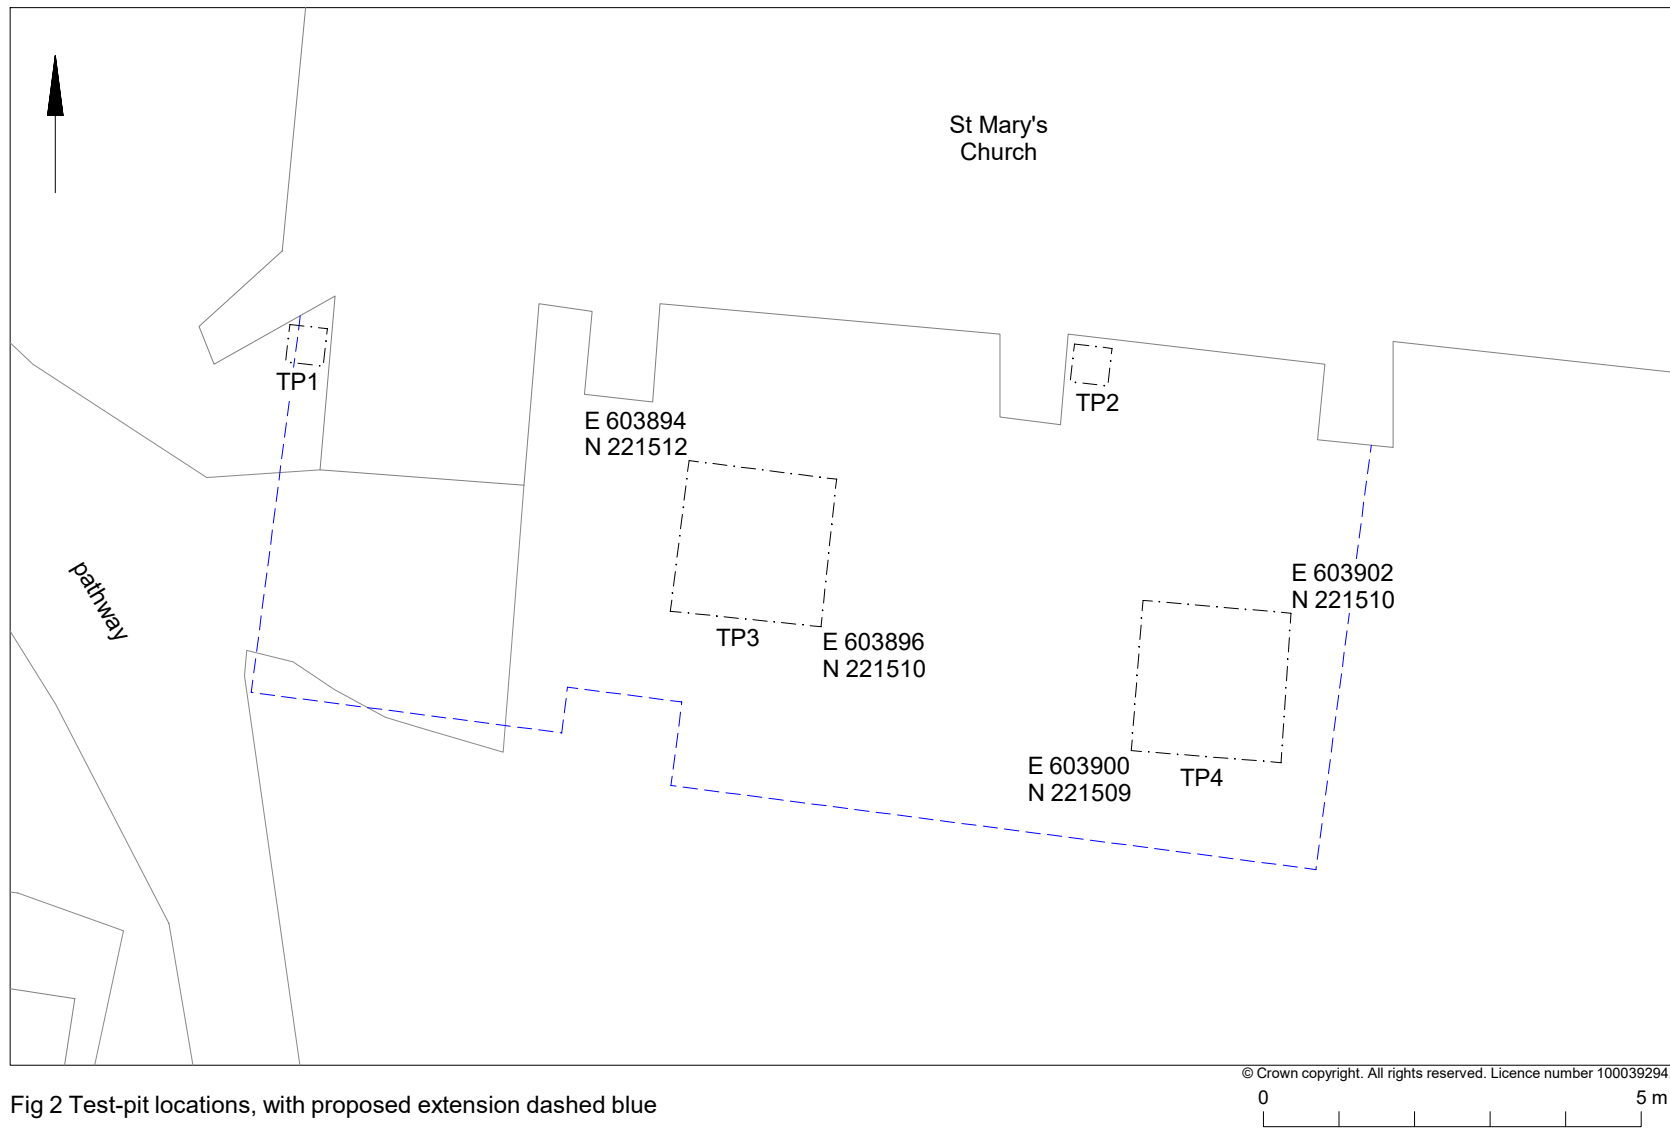 St Mary's
Church
TP1
TP2
E 603894
N 221512
pathway
E 603902
N 221510
TP3
E 603896
N 221510
E 603900
N 221509
TP4
© Crown copyright. All rights reserved. Licence number 100039294
Fig 2 Test-pit locations, with proposed extension dashed blue
0
5 m